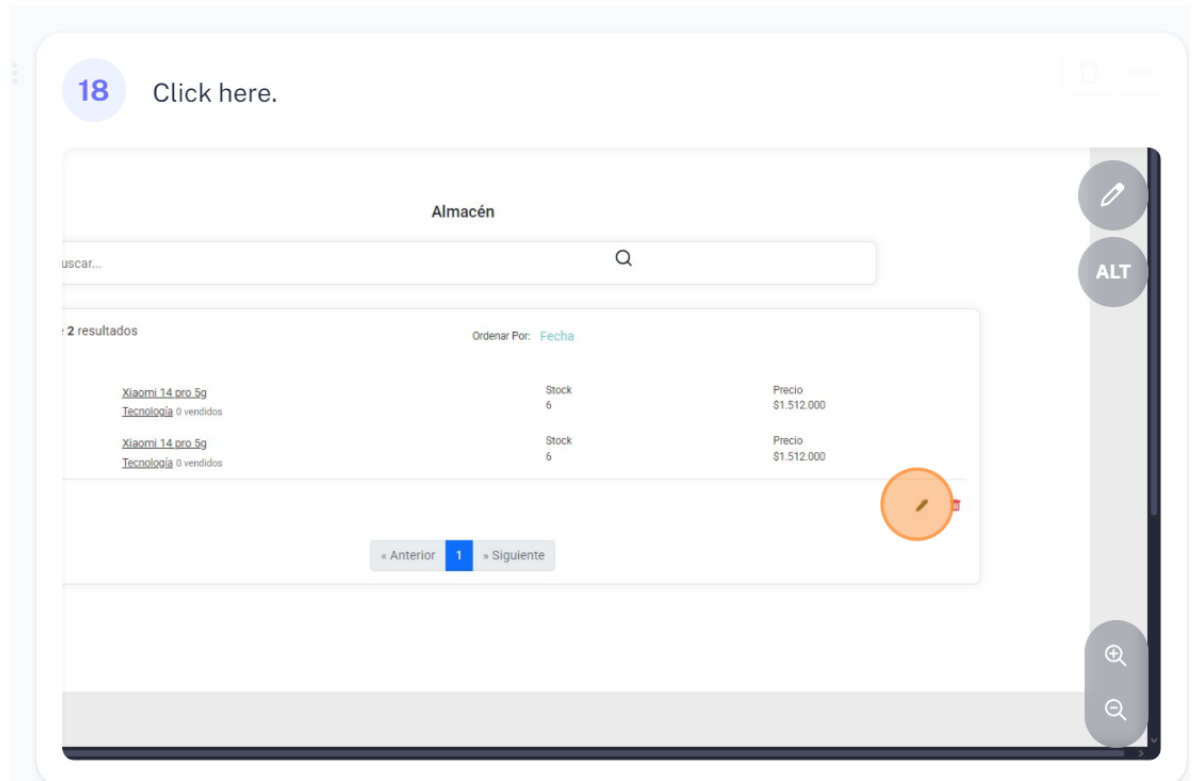 18 Click here.
Almacén
uscar...
ALT
2 resultados Ordenar Por: Fecha
Xiaomi 14 pro 5g Stock Precio
Tecnología 0 vendidos 6 $1.512.000
Xiaomi 14 pro 5g Stock Precio
Tecnología 0 vendidos 6 $1.512.000
« Anterior 1 » Siguiente